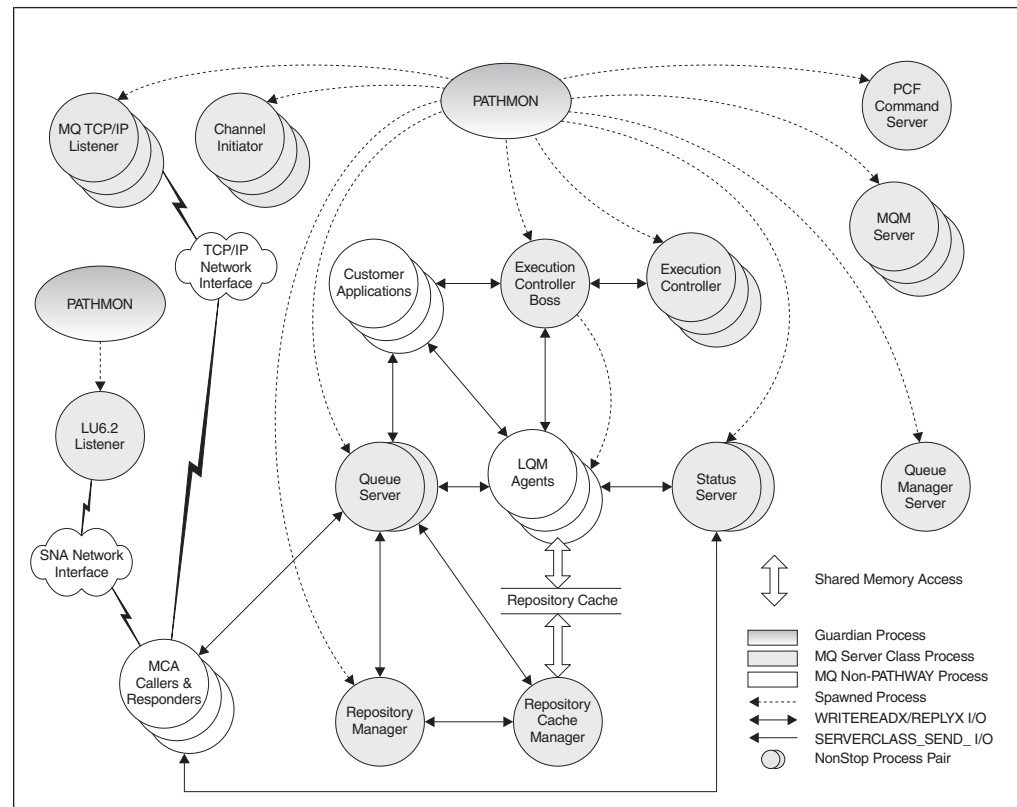 PATHMON
PCF
Command
Server
MQ TCP/IP
Listener
Channel
Initiator
MQM
Server
TCP/IP
Network
Interface
Customer
Applications
Execution
Controller
Boss
Execution
Controller
PATHMON
LU6.2
Listener
Queue
Server
LQM
Agents
Status
Server
Queue
Manager
Server
SNA Network
Interface
Shared Memory Access
Repository Cache
Guardian Process
MQ Server Class Process
MQ Non-PATHWAY Process
Spawned Process
WRITEREADX/REPLYX I/O
SERVERCLASS_SEND_ I/O
NonStop Process Pair
MCA
Callers &
Responders
Repository
Manager
Repository
Cache
Manager